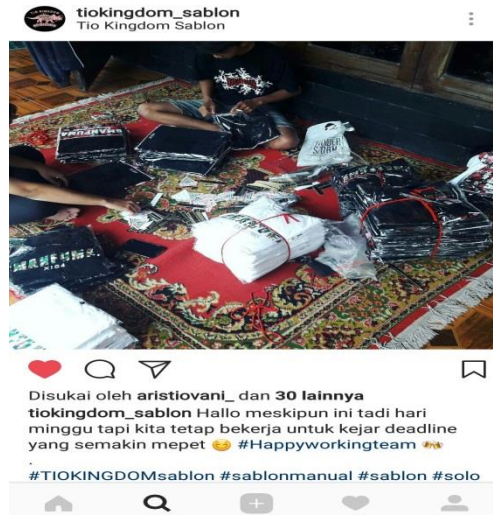 tiokingdom_sablon
Tio Kingdom Sablon
XI04
Disukai oleh aristiovani_ dan 30 lainnya
tiokingdom_sablon Hallo meskipun ini tadi hari
minggu tapi kita tetap bekerja untuk kejar deadline
yang semakin mepet 😊 #Happyworkingteam 👐
.
#TIOKINGDOMsablon #sablonmanual #sablon #solo